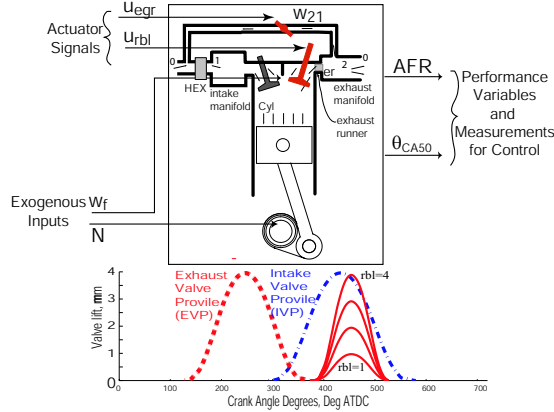 u_egr
Actuator
Signals
u_rbl
w_21
0
1
HEX
intake
manifold
Cyl
er
2
0
exhaust
manifold
exhaust
runner
AFR
θ_CA50
Performance
Variables
and
Measurements
for Control
Exogenous
Inputs
w_f
N
Exhaust
Valve
Provile
(EVP)
Intake
Valve
Provile
(IVP)
rbl=4
rbl=1
Valve lift, mm
4
3
2
1
0
100
200
300
400
500
600
700
Crank Angle Degrees, Deg ATDC